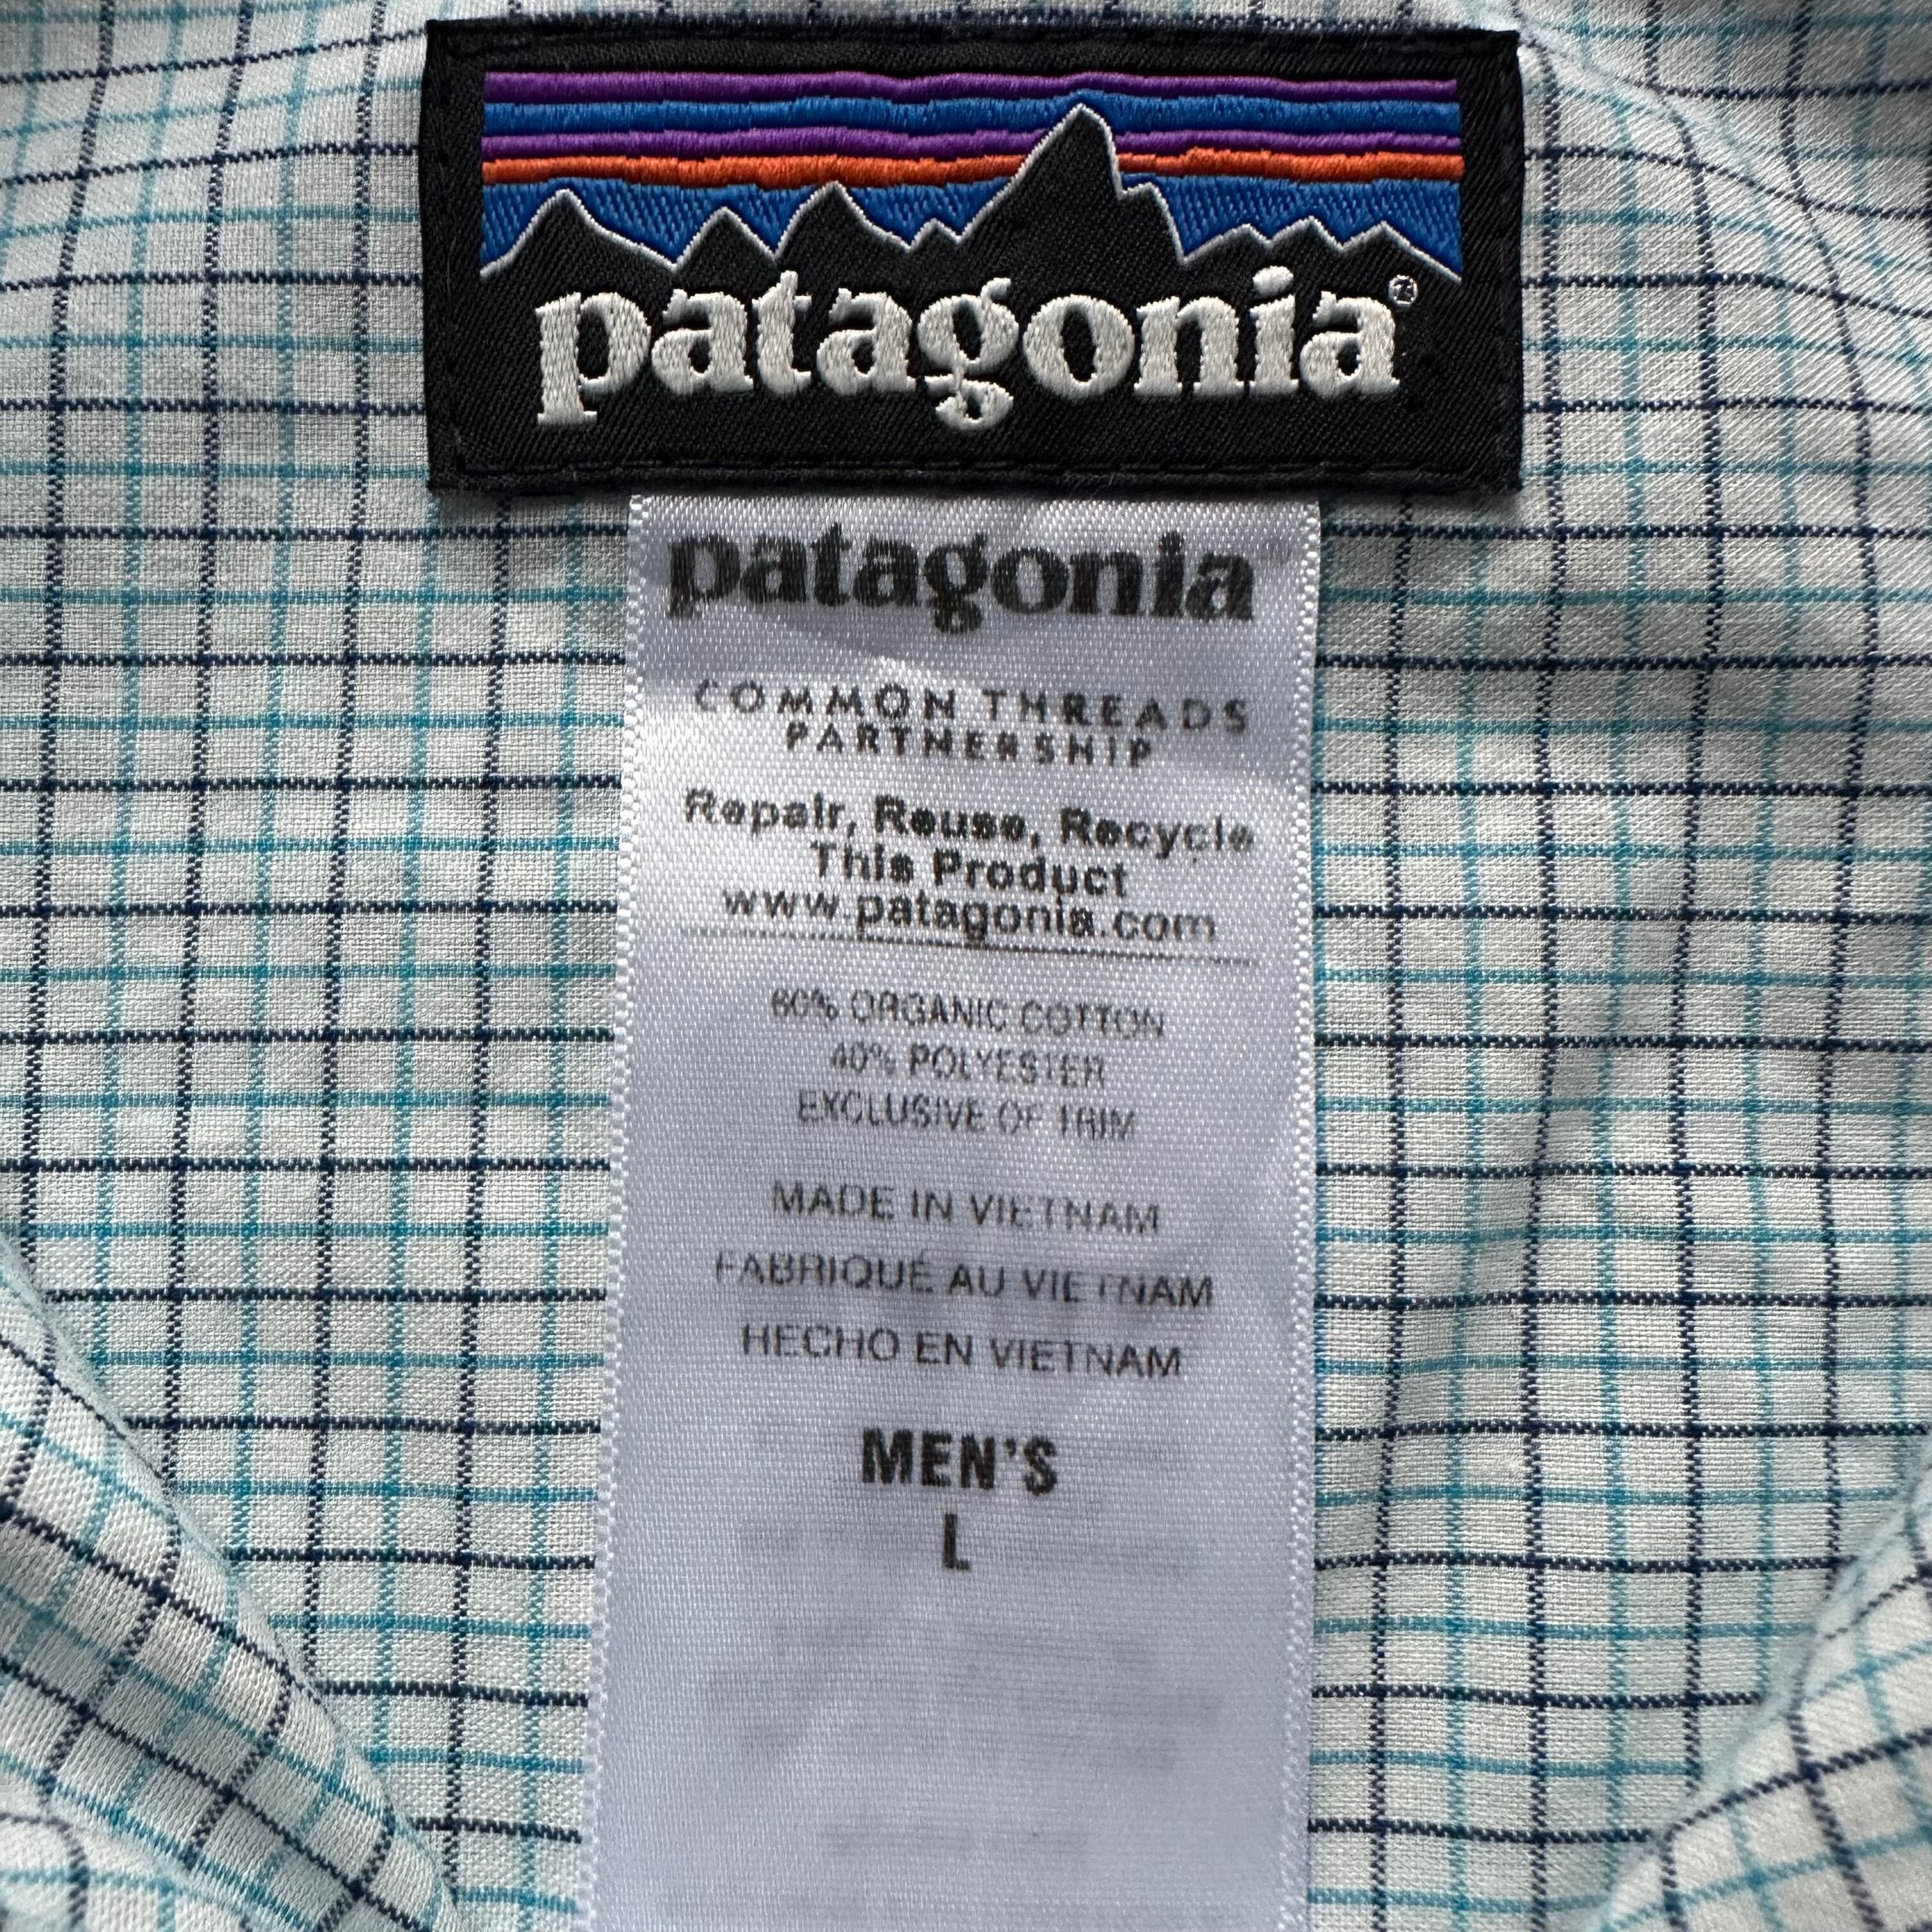 patagonia®
patagonia
COMMON THREADS
PARTNERSHIP
Repair, Reuse, Recycle
This Product
www.patagonia.com
60% ORGANIC COTTON
40% POLYESTER
EXCLUSIVE OF TRIM
MADE IN VIETNAM
FABRIQUÉ AU VIETNAM
HECHO EN VIETNAM
MEN'S
L